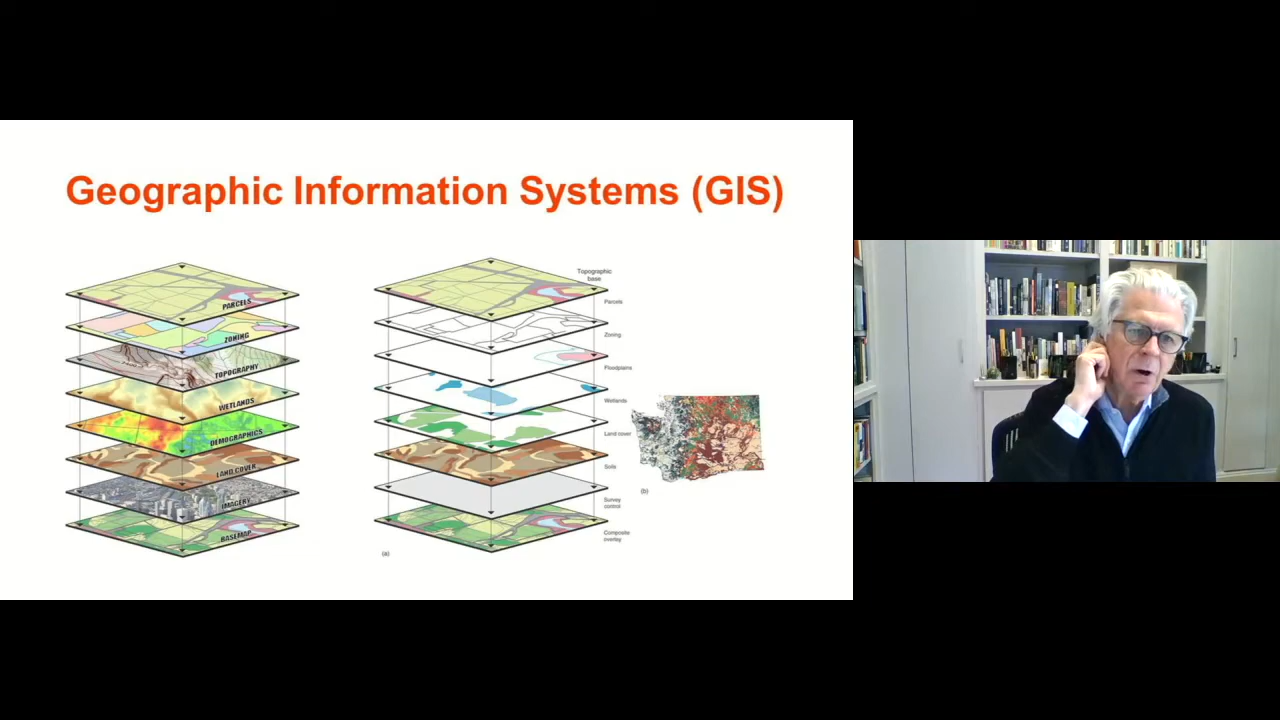 Geographic Information Systems (GIS)
PARCELS
ZONING
TOPOGRAPHY
WETLANDS
DEMOGRAPHICS
LAND COVER
IMAGERY
BASEMAP
Topographic
base
Parcels
Zoning
Floodplains
Wetlands
Land cover
Soils
Survey
control
Composite
overlay
(a)
(b)